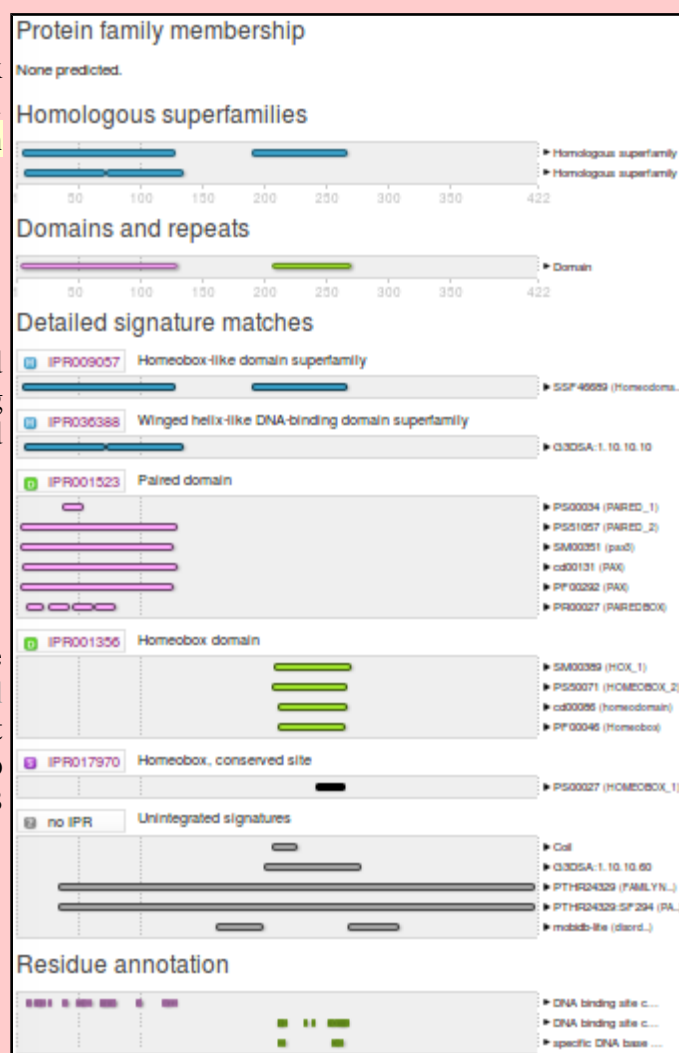 Protein family membership
None predicted.
Homologous superfamilies
Homologous superfamily
Homologous superfamily
50 100 150 200 250 300 350 422
Domains and repeats
Domain
50 100 150 200 250 300 350 422
Detailed signature matches
H IPR009057 Homeobox-like domain superfamily
SSF46689 (Homeodoma...
H IPR036388 Winged helix-like DNA-binding domain superfamily
G3DSA:1.10.10.10
D IPR001523 Paired domain
PS00034 (PAIRED_1)
PS51057 (PAIRED_2)
SM00351 (pax3)
cd00131 (PAX)
PF00292 (PAX)
PR00027 (PAIREDBOX)
D IPR001356 Homeobox domain
SM00389 (HOX_1)
PS50071 (HOMEOBOX_2)
cd00086 (homeodomain)
PF00046 (Homeobox)
S IPR017970 Homeobox, conserved site
PS00027 (HOMEOBOX_1)
? no IPR Unintegrated signatures
Coil
G3DSA:1.10.10.60
PTHR24329 (FAMILYN...)
PTHR24329:SF294 (PA...
mobidb-lite (disord...)
Residue annotation
DNA binding site c...
DNA binding site c...
specific DNA base ...